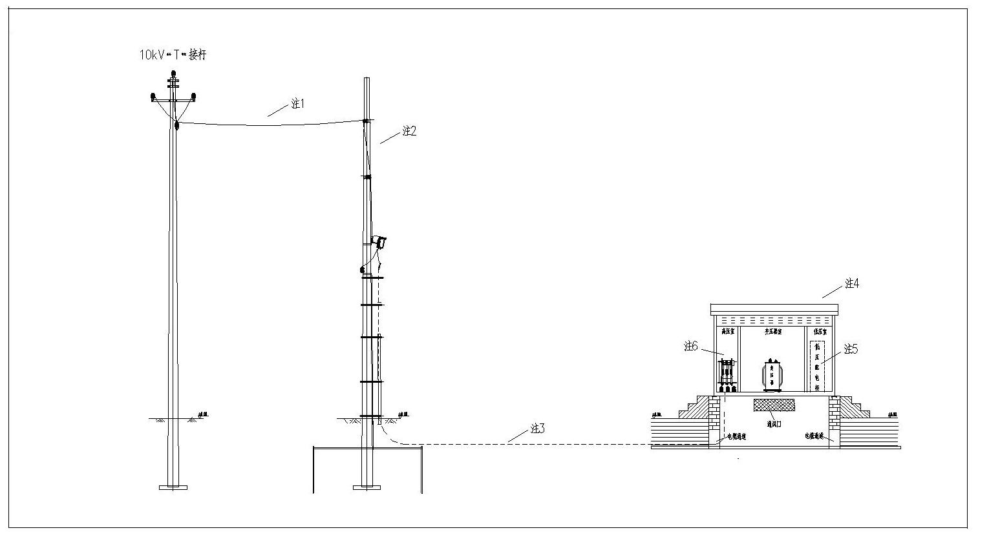 10kV“T”接杆
注1
注2
注4
高压室
变压器室
低压室
注6
注5
低压配电柜
变压器
地面
地面
地面
地面
通风口
注3
电缆通道
电缆通道